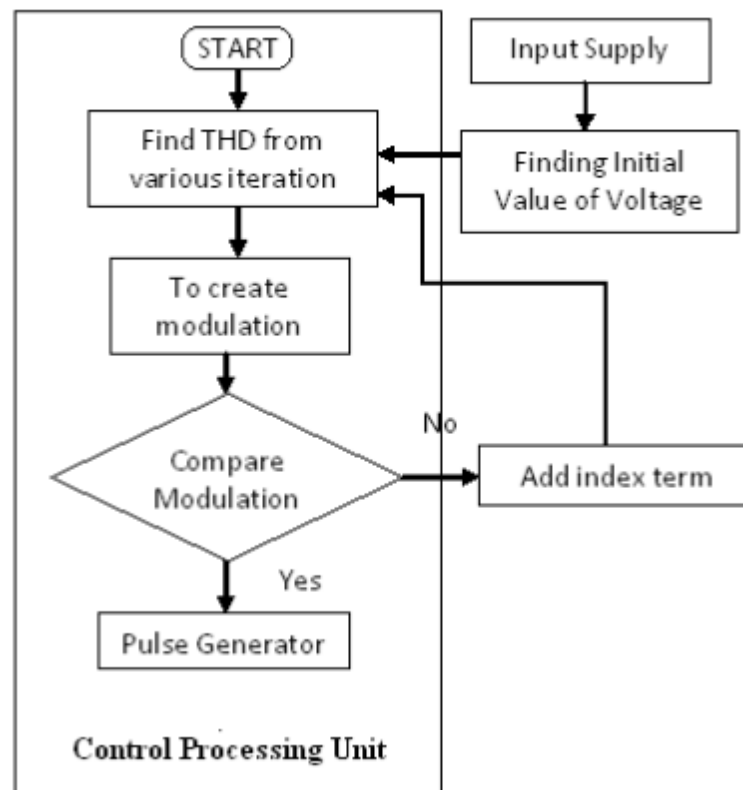 START
Input Supply
Find THD from
various iteration
Finding Initial
Value of Voltage
To create
modulation
No
Compare
Modulation
Add index term
Yes
Pulse Generator
Control Processing Unit